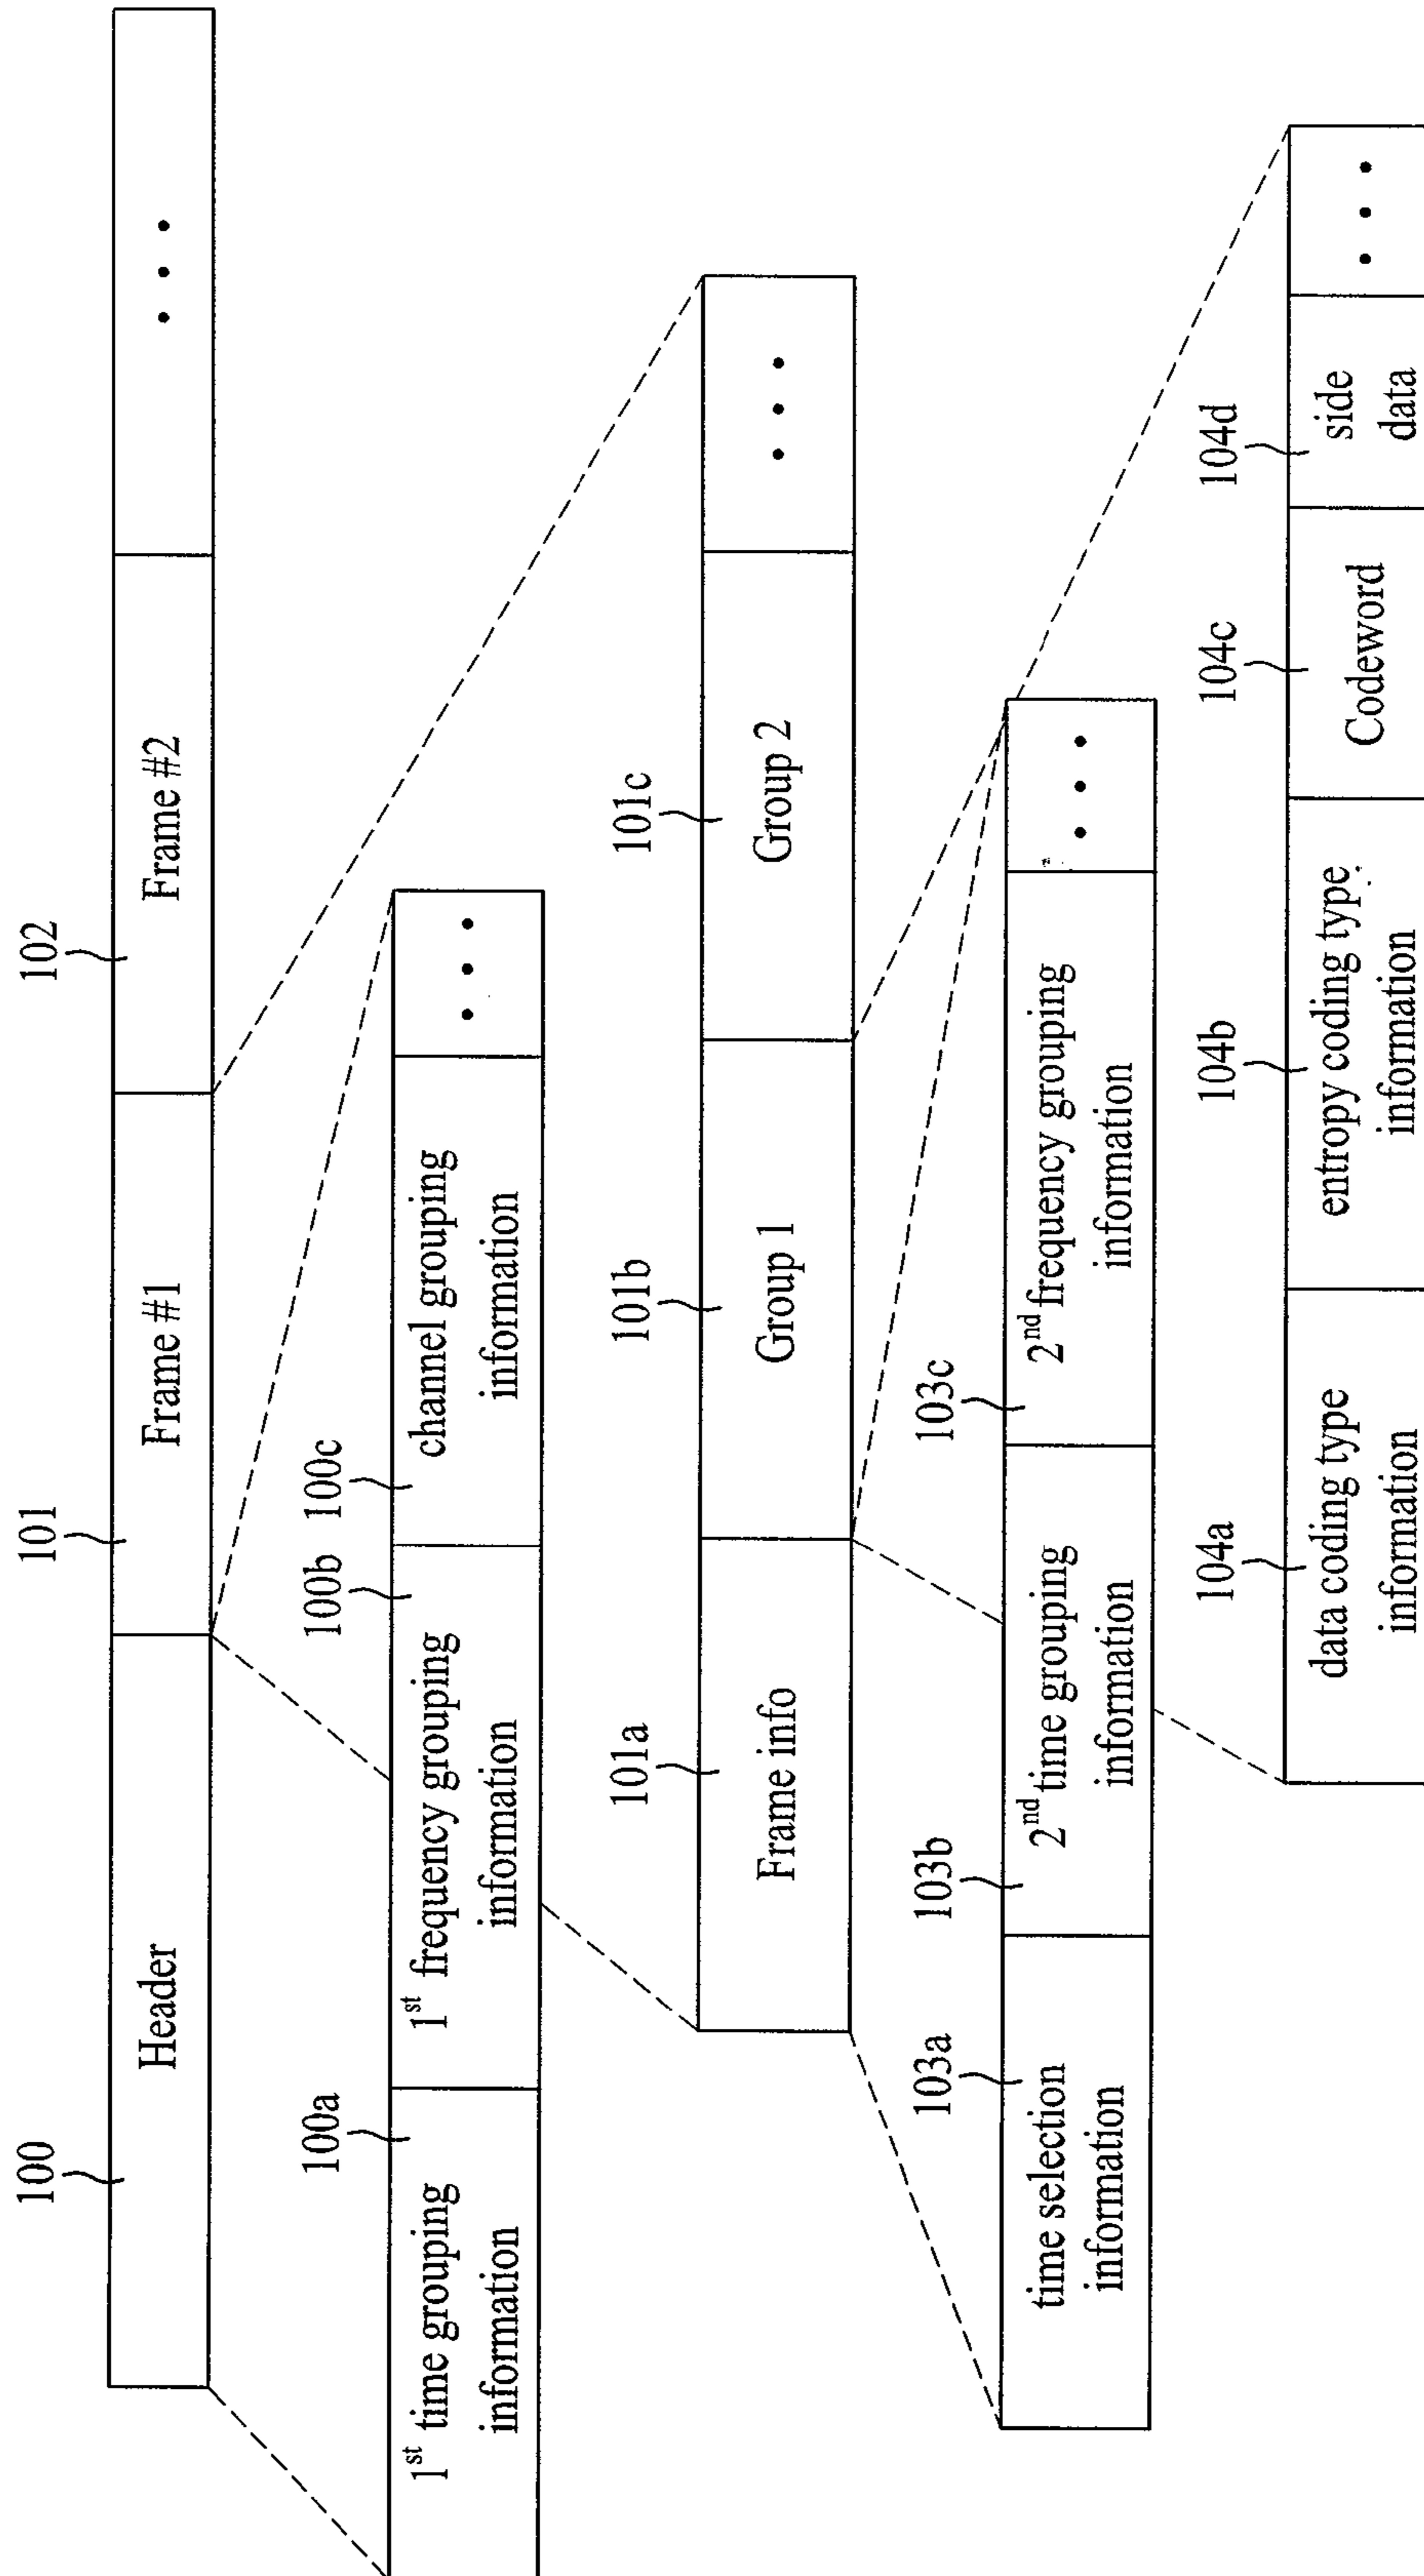 100
101
102
Header
Frame #1
Frame #2
• • •
100a
100b
100c
1st time grouping
information
1st frequency grouping
information
channel grouping
information
• • •
101a
101b
101c
Frame info
Group 1
Group 2
• • •
103a
103b
103c
time selection
information
2nd time grouping
information
2nd frequency grouping
information
• • •
104a
104b
104c
104d
data coding type
information
entropy coding type
information
Codeword
side
data
• • •